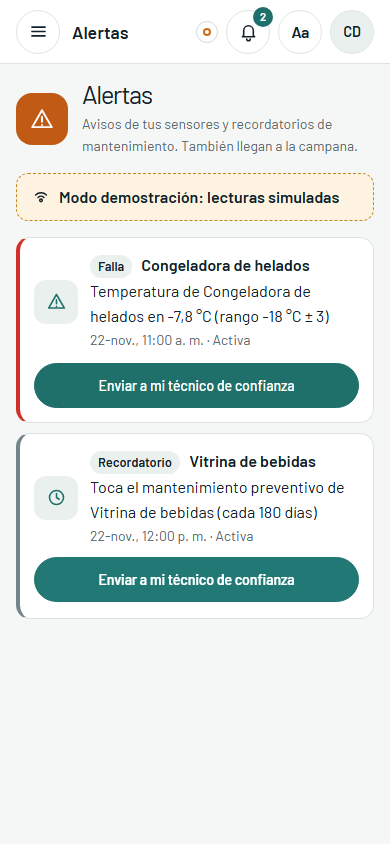 Alertas
2
Aa
CD
Alertas
Avisos de tus sensores y recordatorios de
mantenimiento. También llegan a la campana.
Modo demostración: lecturas simuladas
Falla Congeladora de helados
Temperatura de Congeladora de
helados en -7,8 °C (rango -18 °C ± 3)
22-nov., 11:00 a. m. · Activa
Enviar a mi técnico de confianza
Recordatorio Vitrina de bebidas
Toca el mantenimiento preventivo de
Vitrina de bebidas (cada 180 días)
22-nov., 12:00 p. m. · Activa
Enviar a mi técnico de confianza